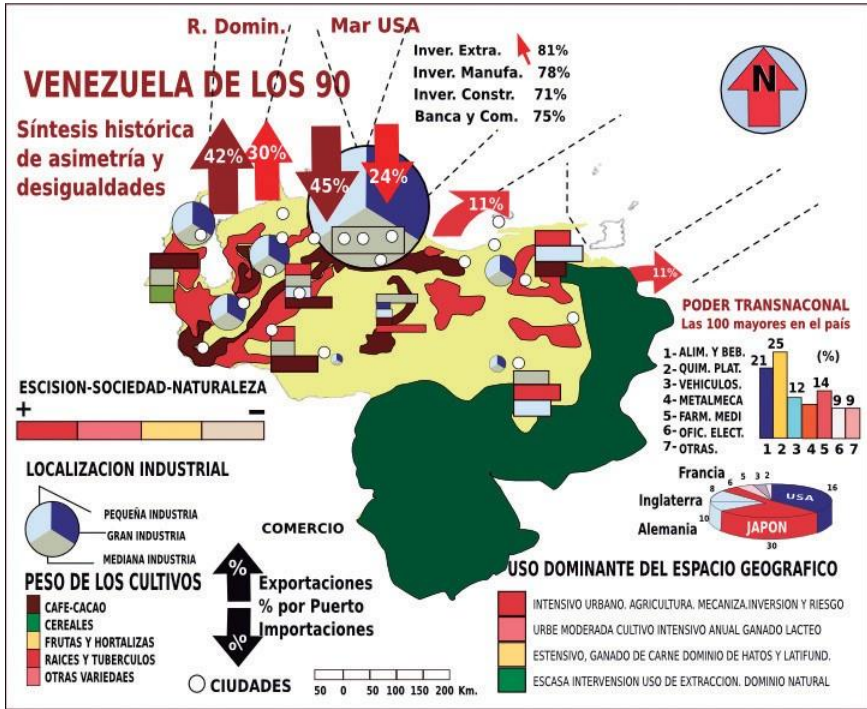 R. Domin.
Mar USA
VENEZUELA DE LOS 90
Síntesis histórica
de asimetría y
desigualdades
Inver. Extra. 81%
Inver. Manufa. 78%
Inver. Constr. 71%
Banca y Com. 75%
N
42%
30%
45%
24%
11%
11%
PODER TRANSNACONAL
Las 100 mayores en el país
1- ALIM. Y BEB.
2- QUIM. PLAT.
3- VEHICULOS.
4- METALMECA
5- FARM. MEDI
6- OFIC. ELECT.
7- OTRAS.
(%)
21 25 12 14 9 9
1 2 3 4 5 6 7
ESCISION-SOCIEDAD-NATURALEZA
+ −
LOCALIZACION INDUSTRIAL
PEQUEÑA INDUSTRIA
GRAN INDUSTRIA
MEDIANA INDUSTRIA
PESO DE LOS CULTIVOS
CAFE-CACAO
CEREALES
FRUTAS Y HORTALIZAS
RAICES Y TUBERCULOS
OTRAS VARIEDAES
COMERCIO
%
Exportaciones
% por Puerto
Importaciones
%
CIUDADES
50 0 50 100 150 200 Km.
Francia
Inglaterra
Alemania
USA
JAPON
10 8 6 5 3 2 16
30
USO DOMINANTE DEL ESPACIO GEOGRAFICO
INTENSIVO URBANO. AGRICULTURA. MECANIZA.INVERSION Y RIESGO
URBE MODERADA CULTIVO INTENSIVO ANUAL GANADO LACTEO
ESTENSIVO, GANADO DE CARNE DOMINIO DE HATOS Y LATIFUND.
ESCASA INTERVENSION USO DE EXTRACCION. DOMINIO NATURAL